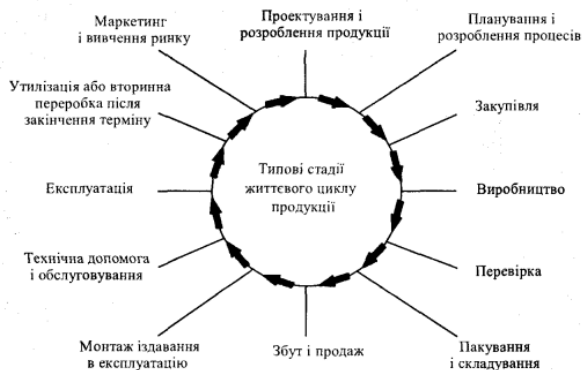 Маркетинг
і вивчення ринку
Проектування і
розроблення продукції
Планування і
розроблення процесів
Утилізація або вторинна
переробка після
закінчення терміну
Закупівля
Типові стадії
життєвого циклу
продукції
Експлуатація
Виробництво
Технічна допомога
і обслуговування
Перевірка
Монтаж іздавання
в експлуатацію
Збут і продаж
Пакування
і складування